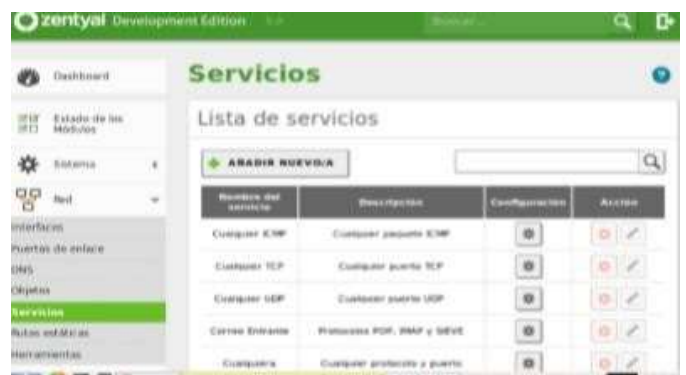 zentyal Development Edition
Buscar...
Dashboard
Estado de los Módulos
Sistema
Red
Interfaces
Puertas de enlace
DNS
Objetos
Servicios
Rutas estáticas
Herramientas
Servicios
Lista de servicios
AÑADIR NUEVO/A
Nombre del servicio Descripción Configuración Acción
Cualquier ICMP Cualquier paquete ICMP
Cualquier TCP Cualquier puerto TCP
Cualquier UDP Cualquier puerto UDP
Correo Entrante Protocolos POP, IMAP y SIEVE
Cualquiera Cualquier protocolo y puerto